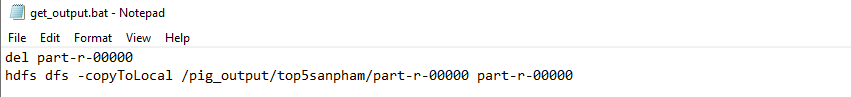 get_output.bat - Notepad
File Edit Format View Help
del part-r-00000
hdfs dfs -copyToLocal /pig_output/top5sanpham/part-r-00000 part-r-00000